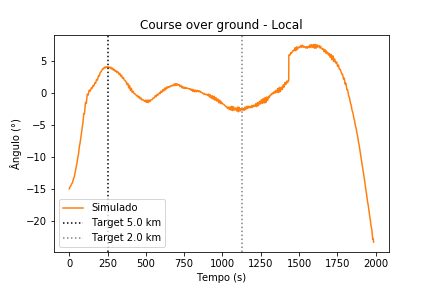 Course over ground - Local
Ângulo (°)
5
0
−5
−10
−15
−20
Simulado
Target 5.0 km
Target 2.0 km
0 250 500 750 1000 1250 1500 1750 2000
Tempo (s)